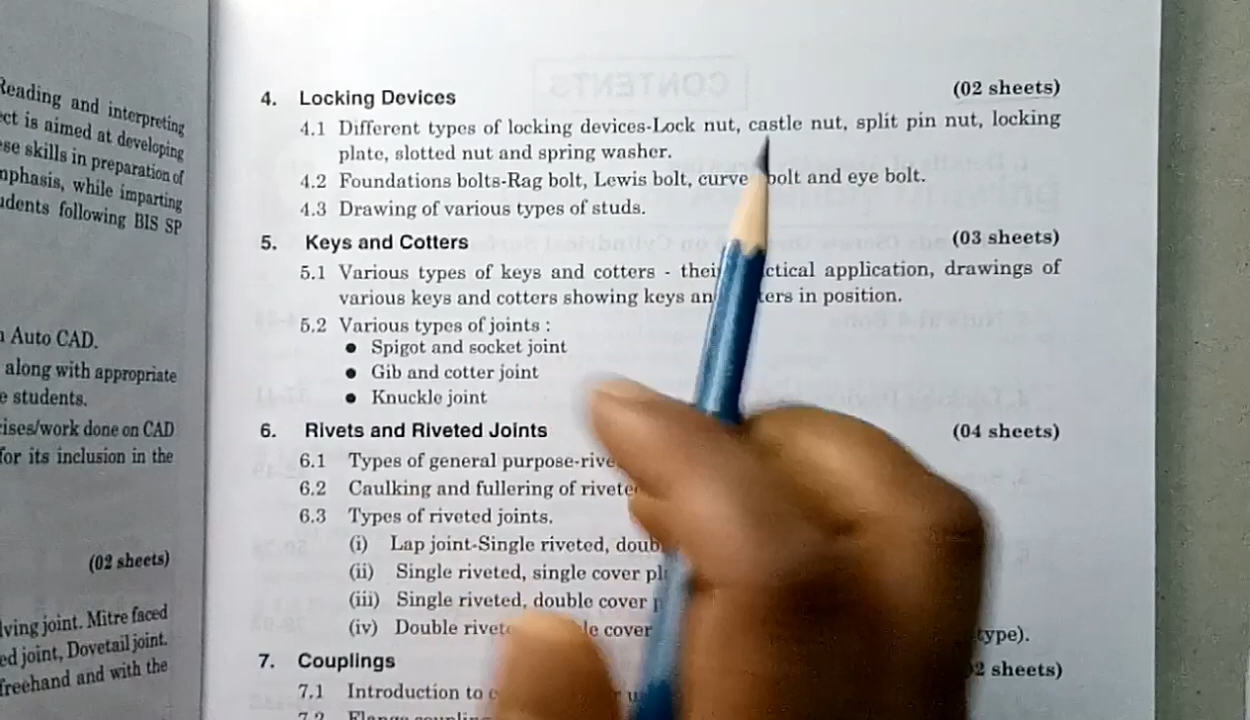 Reading and interpreting
ct is aimed at developing
se skills in preparation of
mphasis, while imparting
udents following BIS SP
Auto CAD.
along with appropriate
e students.
ises/work done on CAD
for its inclusion in the
(02 sheets)
lving joint. Mitre faced
ed joint, Dovetail joint.
freehand and with the
CONTENTS
4. Locking Devices (02 sheets)
4.1 Different types of locking devices-Lock nut, castle nut, split pin nut, locking
plate, slotted nut and spring washer.
4.2 Foundations bolts-Rag bolt, Lewis bolt, curve bolt and eye bolt.
4.3 Drawing of various types of studs.
5. Keys and Cotters (03 sheets)
5.1 Various types of keys and cotters - their ctical application, drawings of
various keys and cotters showing keys an ters in position.
5.2 Various types of joints :
● Spigot and socket joint
● Gib and cotter joint
● Knuckle joint
6. Rivets and Riveted Joints (04 sheets)
6.1 Types of general purpose-rive
6.2 Caulking and fullering of rivete
6.3 Types of riveted joints.
(i) Lap joint-Single riveted, doub
(ii) Single riveted, single cover pl
(iii) Single riveted, double cover p
(iv) Double rivet le cover type).
7. Couplings 2 sheets)
7.1 Introduction to
7.2 Flange coupling